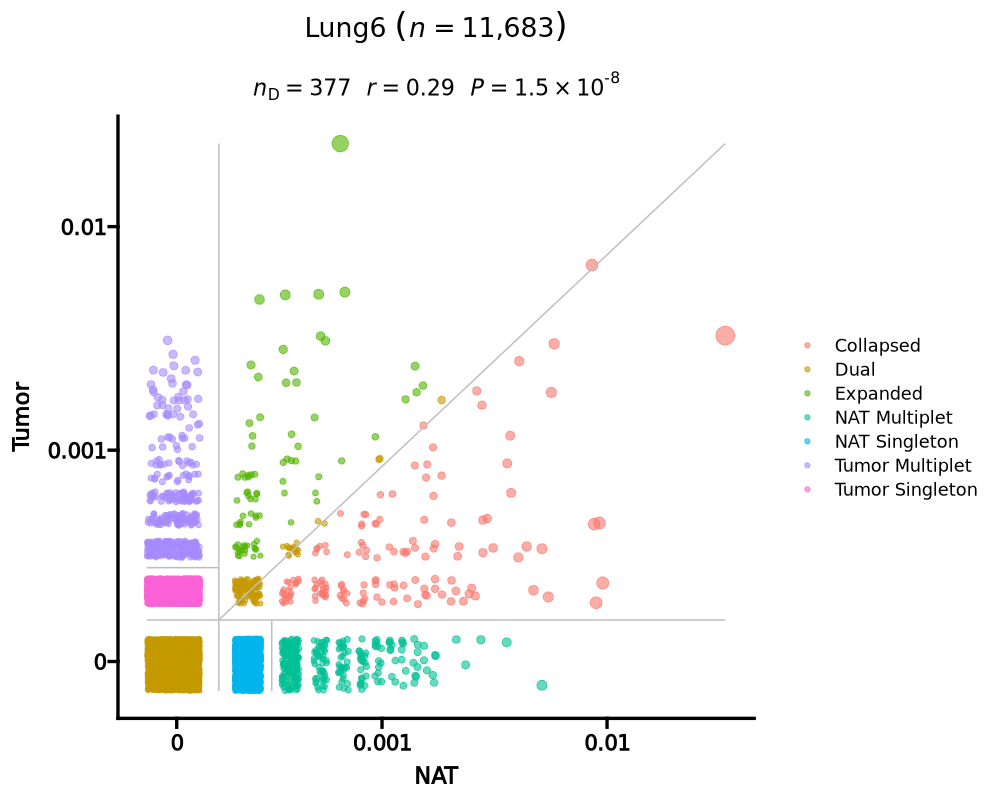 Lung6 (n = 11,683)
n_D = 377 r = 0.29 P = 1.5 × 10^-8
0.01
0.001
0
Tumor
0
0.001
0.01
NAT
Collapsed
Dual
Expanded
NAT Multiplet
NAT Singleton
Tumor Multiplet
Tumor Singleton